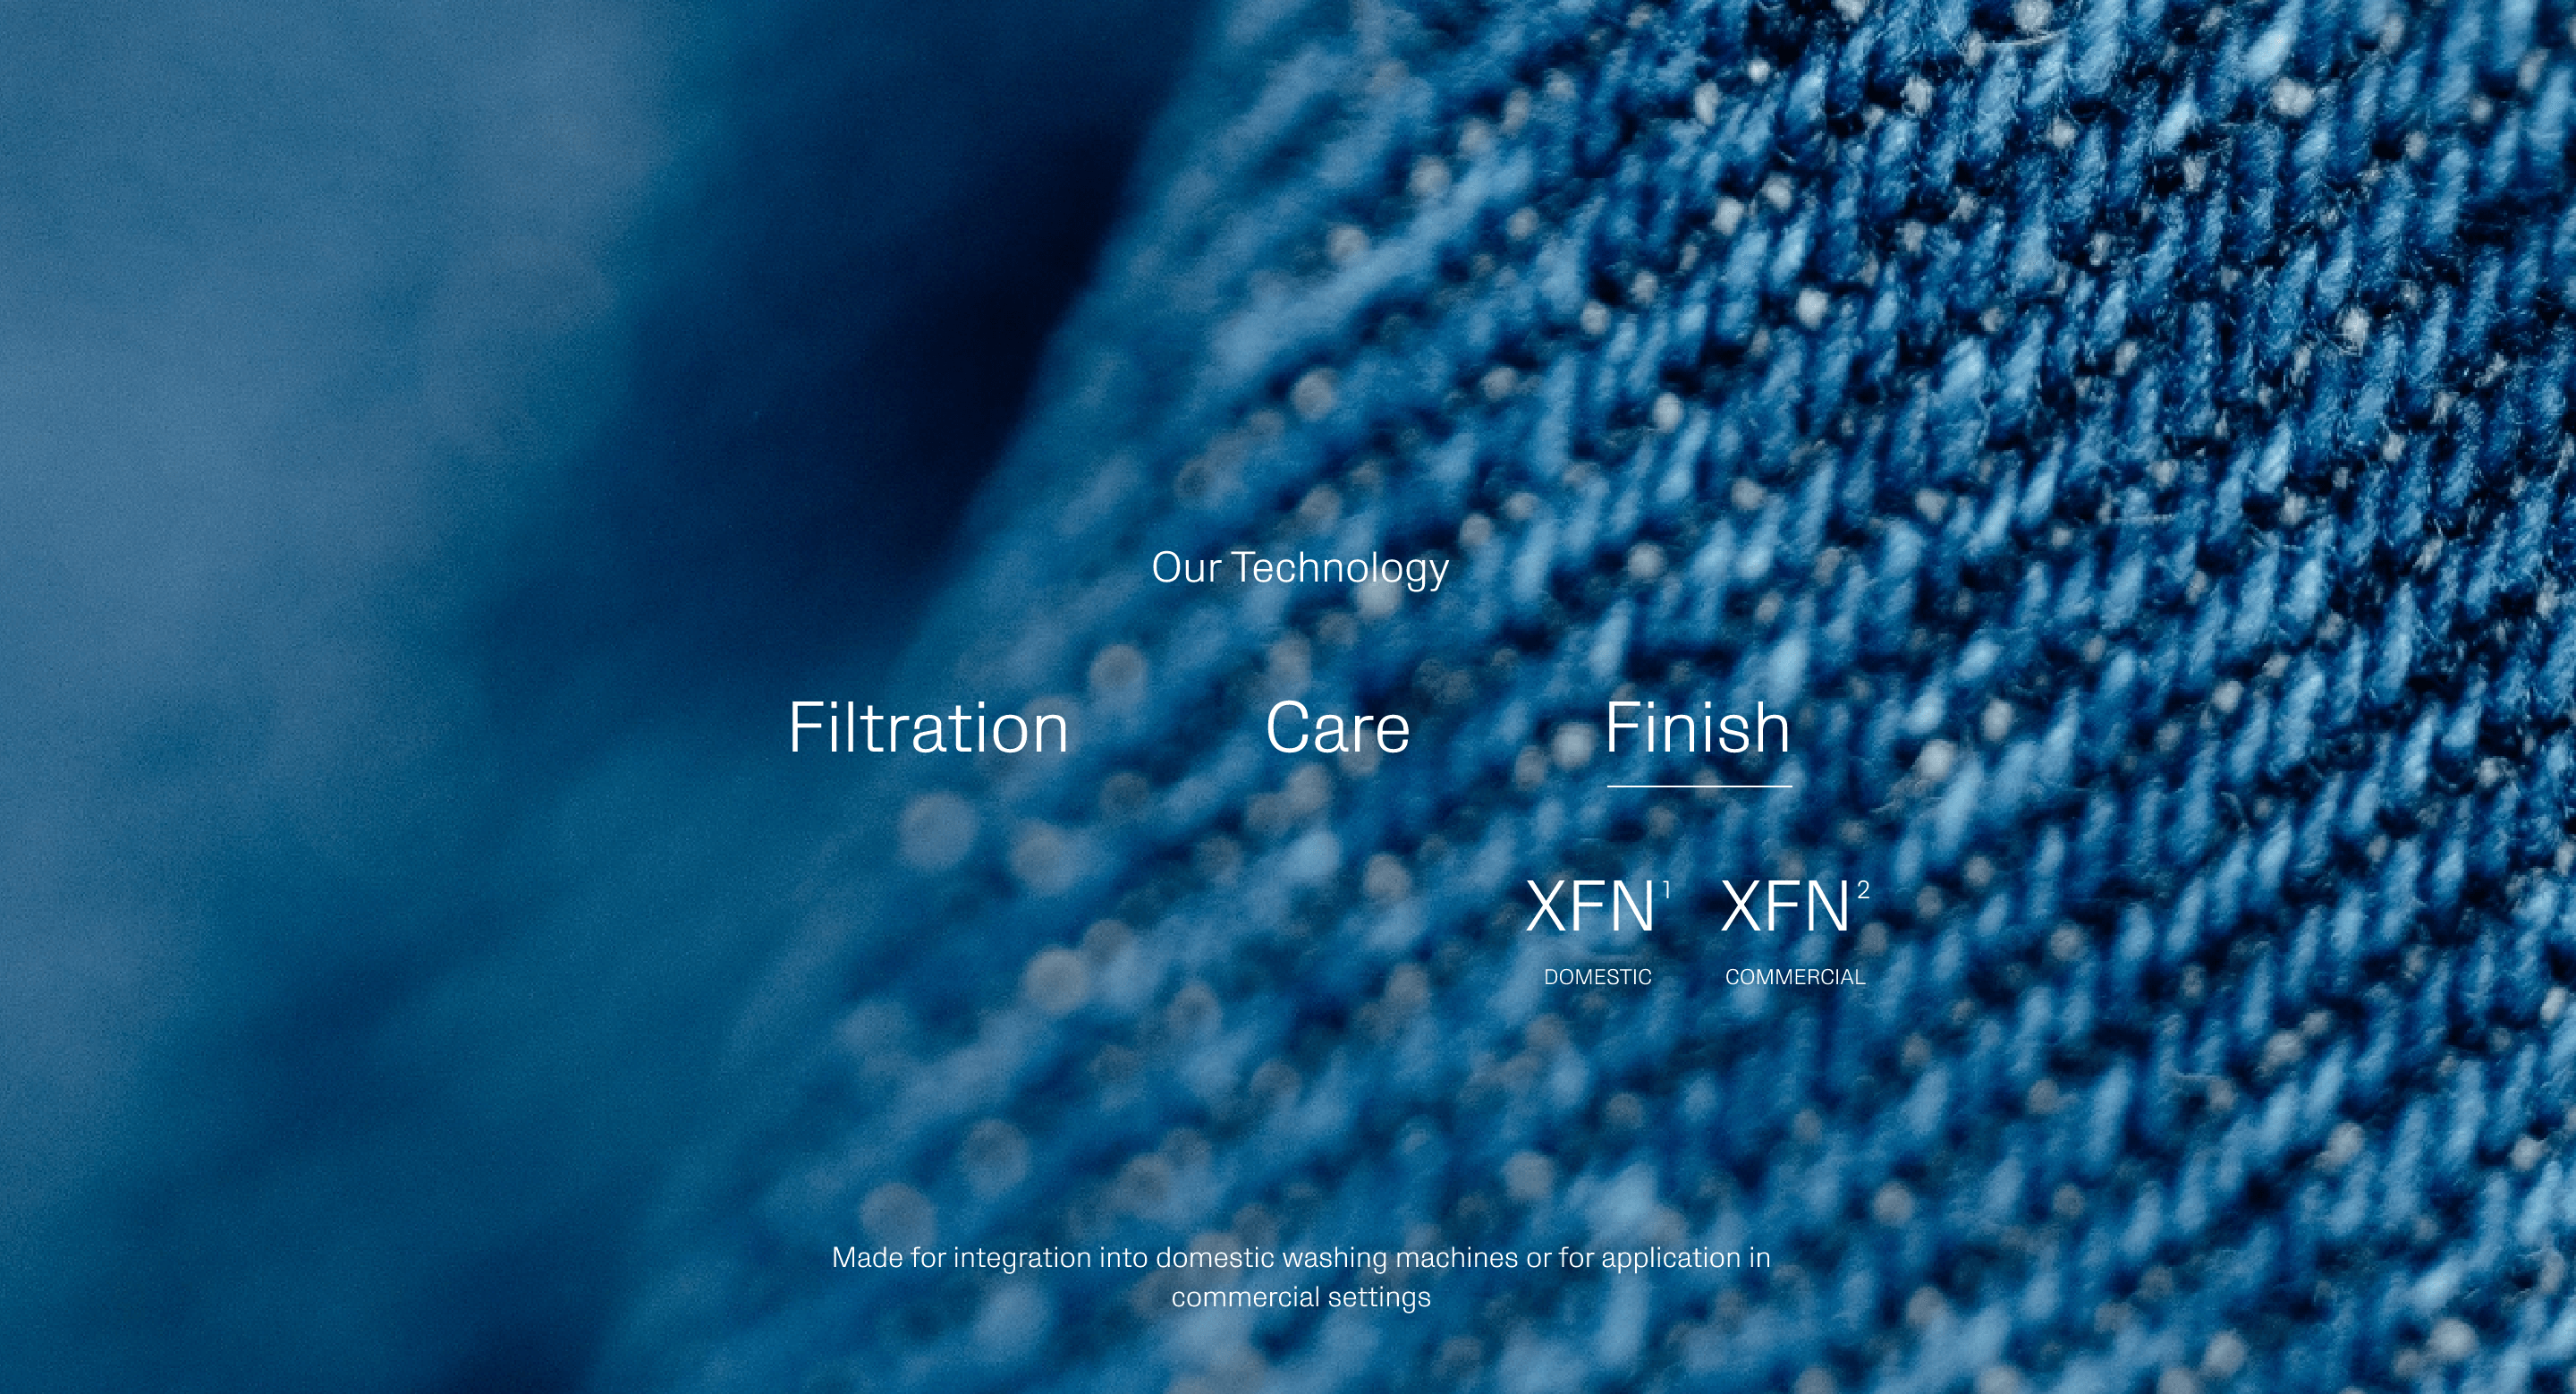 Our Technology
Filtration Care Finish
XFN¹ XFN²
DOMESTIC COMMERCIAL
Made for integration into domestic washing machines or for application in
commercial settings